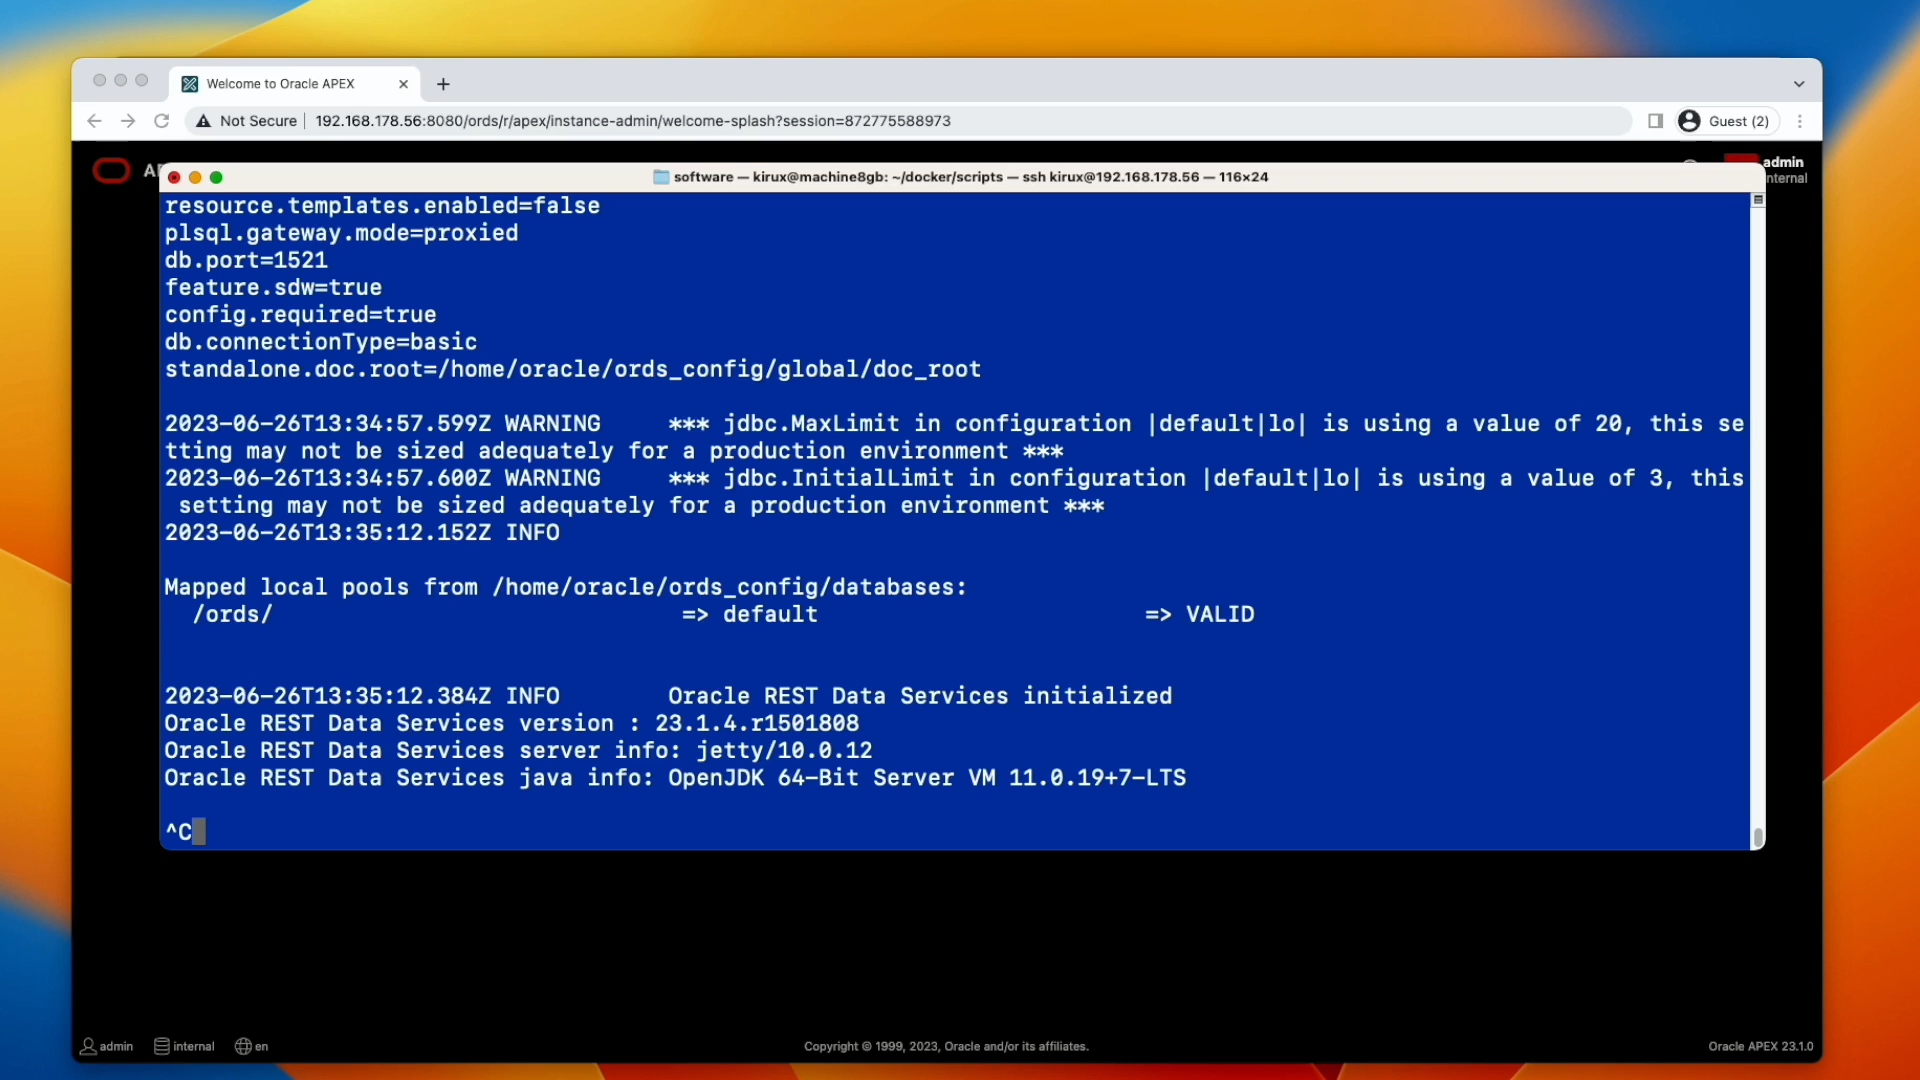 Welcome to Oracle APEX
Not Secure
192.168.178.56:8080/ords/r/apex/instance-admin/welcome-splash?session=872775588973
Guest (2)
AP
admin
internal
software — kirux@machine8gb: ~/docker/scripts — ssh kirux@192.168.178.56 — 116×24
resource.templates.enabled=false
plsql.gateway.mode=proxied
db.port=1521
feature.sdw=true
config.required=true
db.connectionType=basic
standalone.doc.root=/home/oracle/ords_config/global/doc_root
2023-06-26T13:34:57.599Z WARNING     *** jdbc.MaxLimit in configuration |default|lo| is using a value of 20, this se
tting may not be sized adequately for a production environment ***
2023-06-26T13:34:57.600Z WARNING     *** jdbc.InitialLimit in configuration |default|lo| is using a value of 3, this
 setting may not be sized adequately for a production environment ***
2023-06-26T13:35:12.152Z INFO
Mapped local pools from /home/oracle/ords_config/databases:
  /ords/                              => default                        => VALID
2023-06-26T13:35:12.384Z INFO        Oracle REST Data Services initialized
Oracle REST Data Services version : 23.1.4.r1501808
Oracle REST Data Services server info: jetty/10.0.12
Oracle REST Data Services java info: OpenJDK 64-Bit Server VM 11.0.19+7-LTS
^C
admin internal en
Copyright © 1999, 2023, Oracle and/or its affiliates.
Oracle APEX 23.1.0